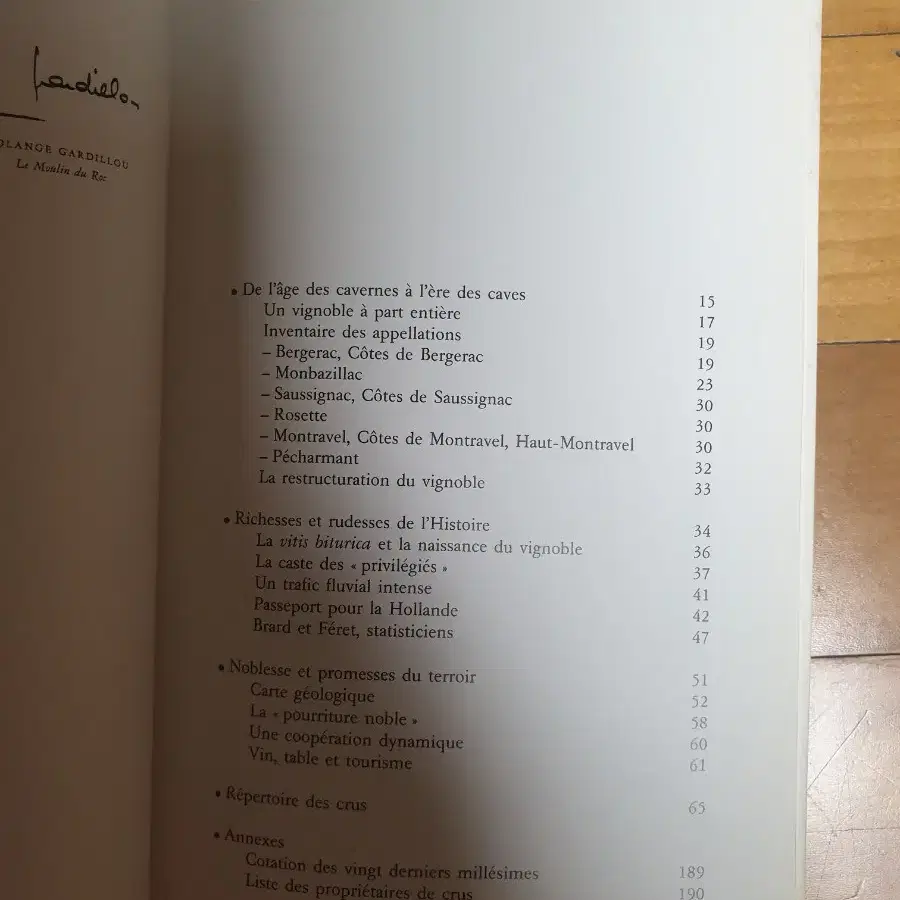 Gardillou
OLANGE GARDILLOU
Le Moulin du Roc
• De l'âge des cavernes à l'ère des caves 15
Un vignoble à part entière 17
Inventaire des appellations 19
– Bergerac, Côtes de Bergerac 19
– Monbazillac 23
– Saussignac, Côtes de Saussignac 30
– Rosette 30
– Montravel, Côtes de Montravel, Haut-Montravel 30
– Pécharmant 32
La restructuration du vignoble 33
• Richesses et rudesses de l'Histoire 34
La vitis biturica et la naissance du vignoble 36
La caste des « privilégiés » 37
Un trafic fluvial intense 41
Passeport pour la Hollande 42
Brard et Féret, statisticiens 47
• Noblesse et promesses du terroir 51
Carte géologique 52
La « pourriture noble » 58
Une coopération dynamique 60
Vin, table et tourisme 61
• Répertoire des crus 65
• Annexes
Cotation des vingt derniers millésimes 189
Liste des propriétaires de crus 190